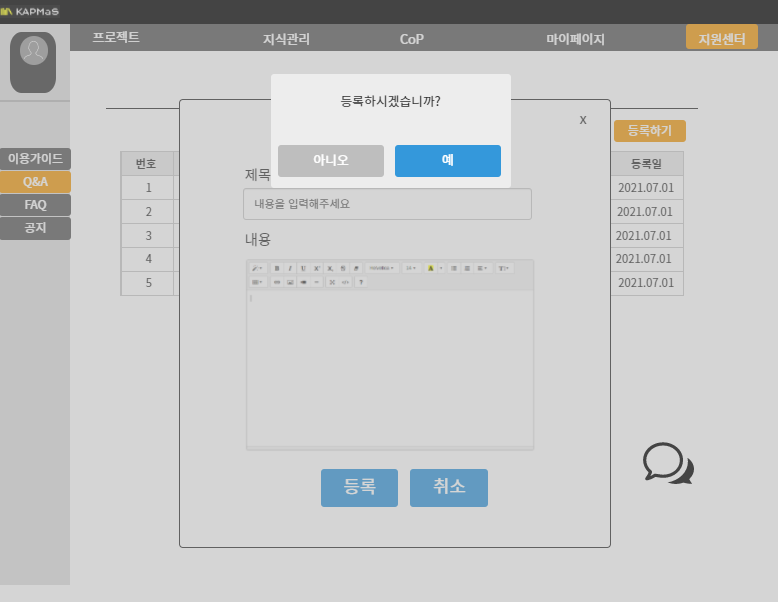 KAPMaS
프로젝트 지식관리 CoP 마이페이지 지원센터
등록하시겠습니까?
아니오 예
x
등록하기
이용가이드
Q&A
FAQ
공지
번호 등록일
1 2021.07.01
2 2021.07.01
3 2021.07.01
4 2021.07.01
5 2021.07.01
제목
내용을 입력해주세요
내용
등록 취소